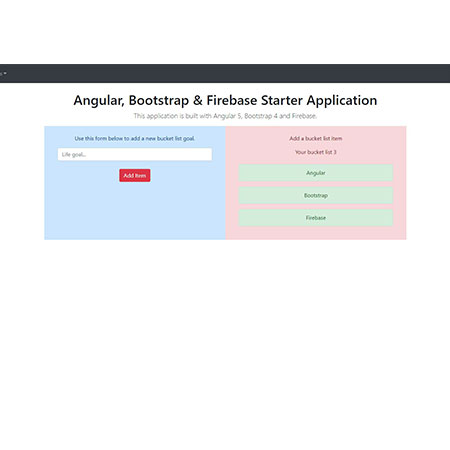 Angular, Bootstrap & Firebase Starter Application
This application is built with Angular 5, Bootstrap 4 and Firebase.
Use this form below to add a new bucket list goal.
Life goal...
Add Item
Add a bucket list item
Your bucket list 3
Angular
Bootstrap
Firebase